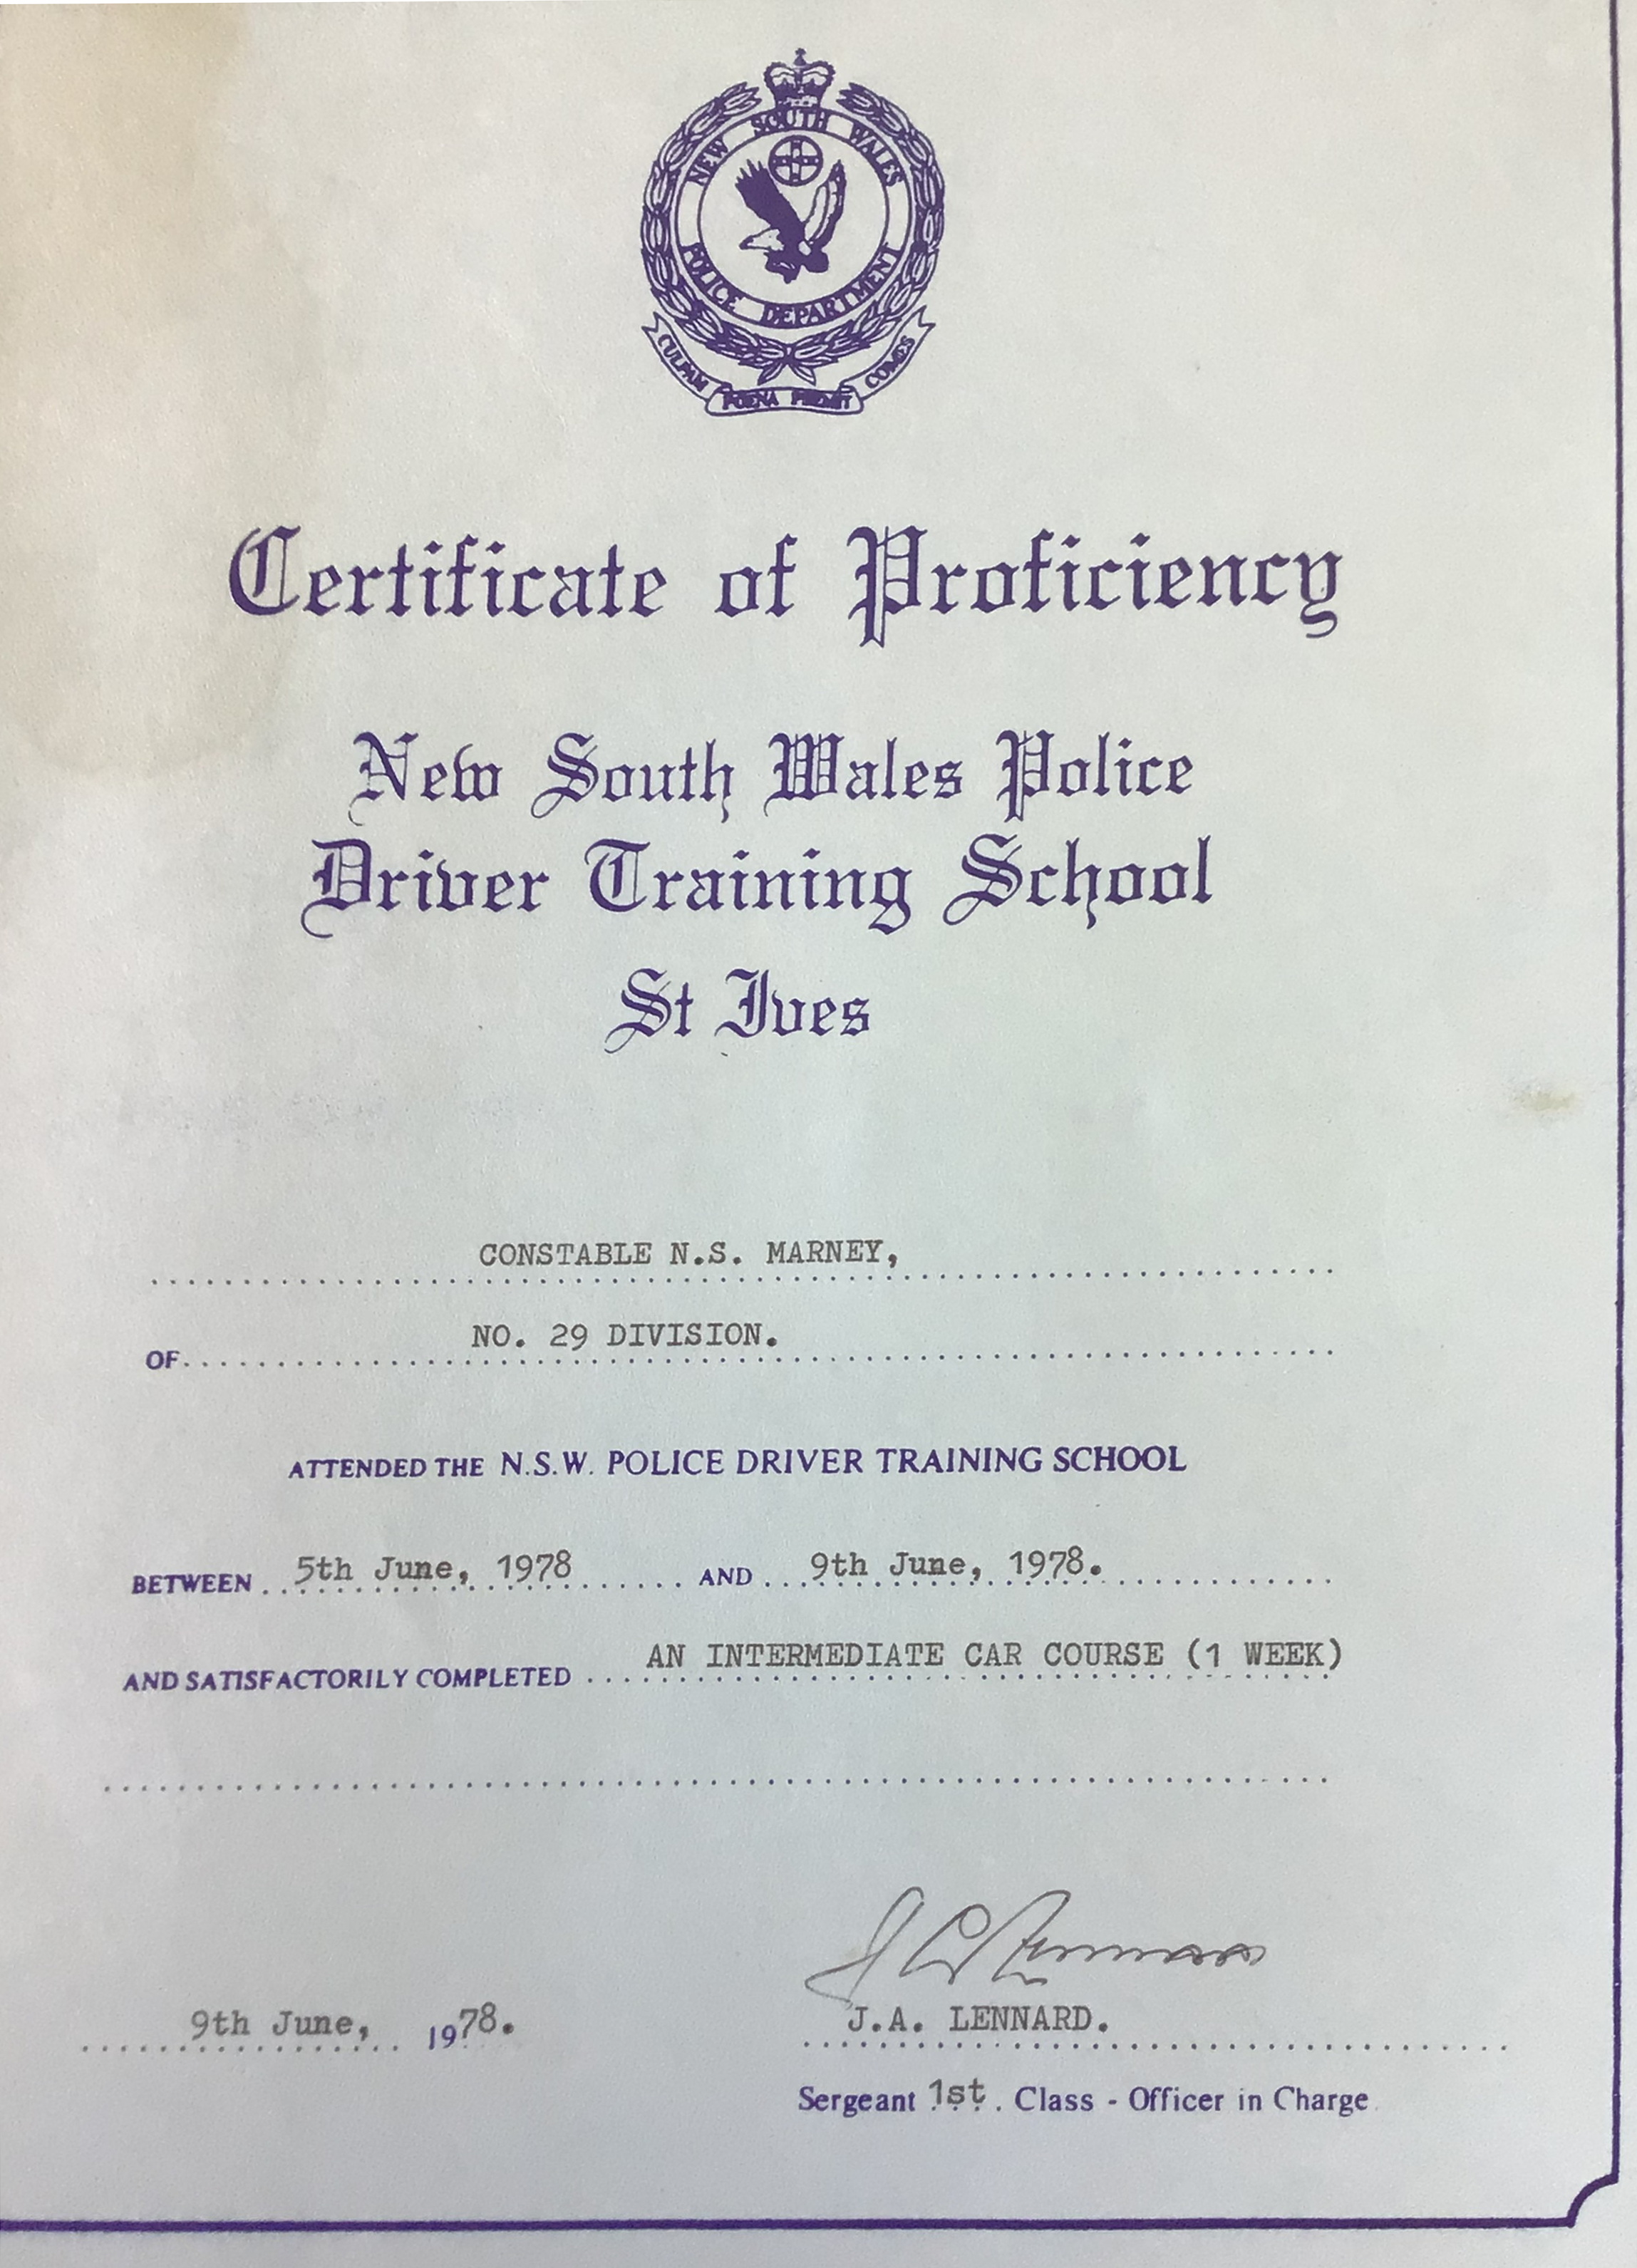 NEW SOUTH WALES
POLICE DEPARTMENT
CULPAM POENA PREMIT COMES
Certificate of Proficiency
New South Wales Police
Driver Training School
St Ives
CONSTABLE N.S. MARNEY,
OF NO. 29 DIVISION.
ATTENDED THE N.S.W. POLICE DRIVER TRAINING SCHOOL
BETWEEN 5th June, 1978 AND 9th June, 1978.
AND SATISFACTORILY COMPLETED AN INTERMEDIATE CAR COURSE (1 WEEK)
9th June, 1978. J.A. LENNARD.
Sergeant 1st. Class - Officer in Charge